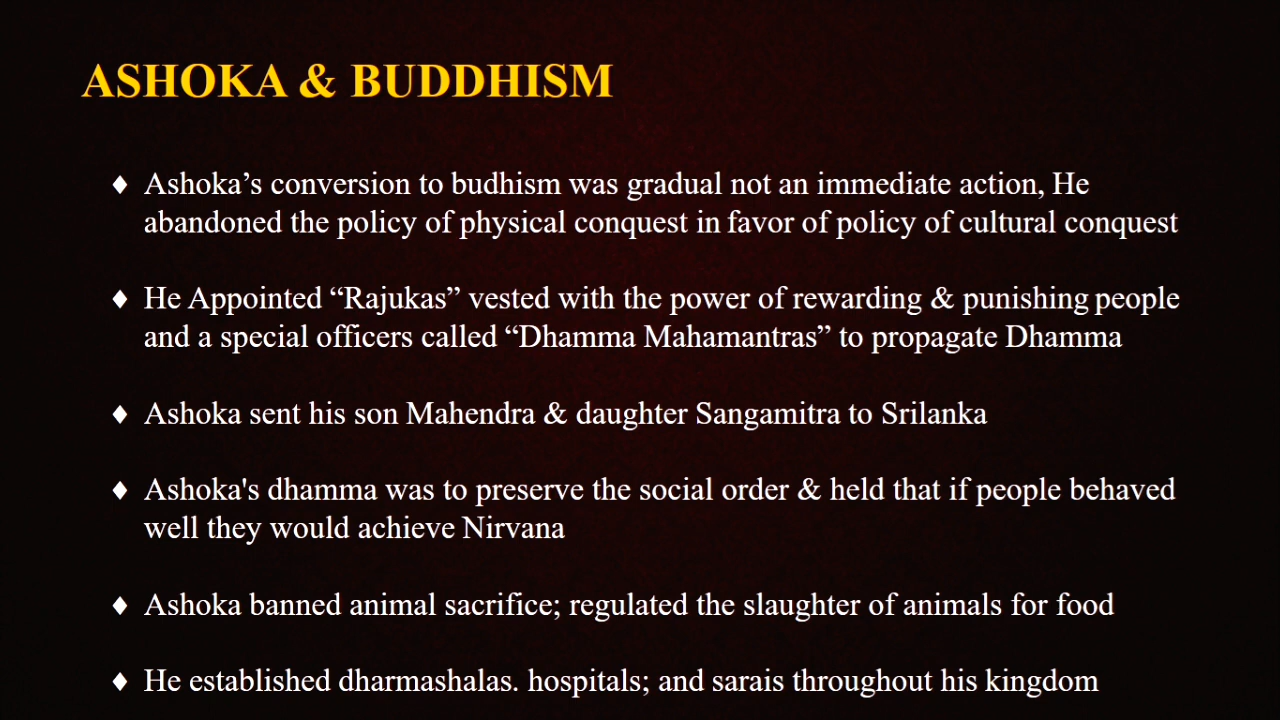 ASHOKA & BUDDHISM
♦ Ashoka’s conversion to budhism was gradual not an immediate action, He
abandoned the policy of physical conquest in favor of policy of cultural conquest
♦ He Appointed “Rajukas” vested with the power of rewarding & punishing people
and a special officers called “Dhamma Mahamantras” to propagate Dhamma
♦ Ashoka sent his son Mahendra & daughter Sangamitra to Srilanka
♦ Ashoka's dhamma was to preserve the social order & held that if people behaved
well they would achieve Nirvana
♦ Ashoka banned animal sacrifice; regulated the slaughter of animals for food
♦ He established dharmashalas. hospitals; and sarais throughout his kingdom